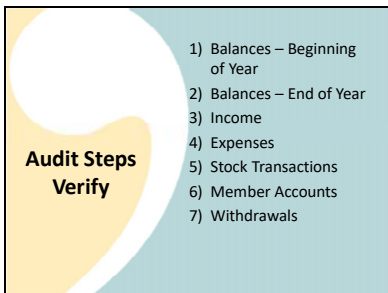 Audit Steps
Verify
1) Balances – Beginning
of Year
2) Balances – End of Year
3) Income
4) Expenses
5) Stock Transactions
6) Member Accounts
7) Withdrawals